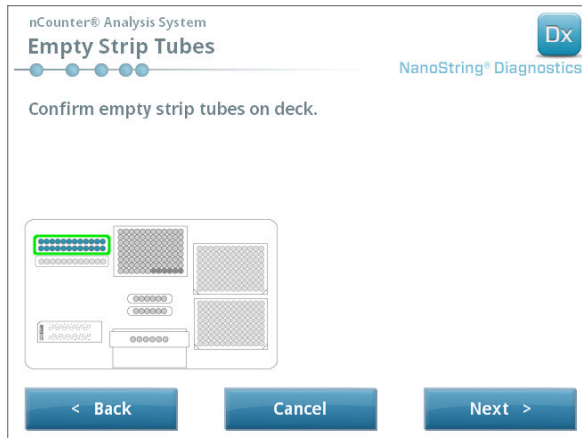 nCounter® Analysis System
Empty Strip Tubes
Dx
NanoString® Diagnostics
Confirm empty strip tubes on deck.
< Back
Cancel
Next >